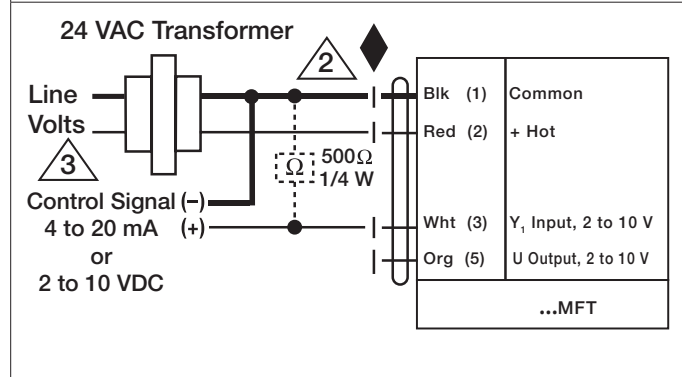 24 VAC Transformer
2
Line
Volts
3
Blk (1) Common
Red (2) + Hot
Ω 500Ω
1/4 W
Control Signal (−)
4 to 20 mA (+)
or
2 to 10 VDC
Wht (3) Y₁ Input, 2 to 10 V
Org (5) U Output, 2 to 10 V
...MFT